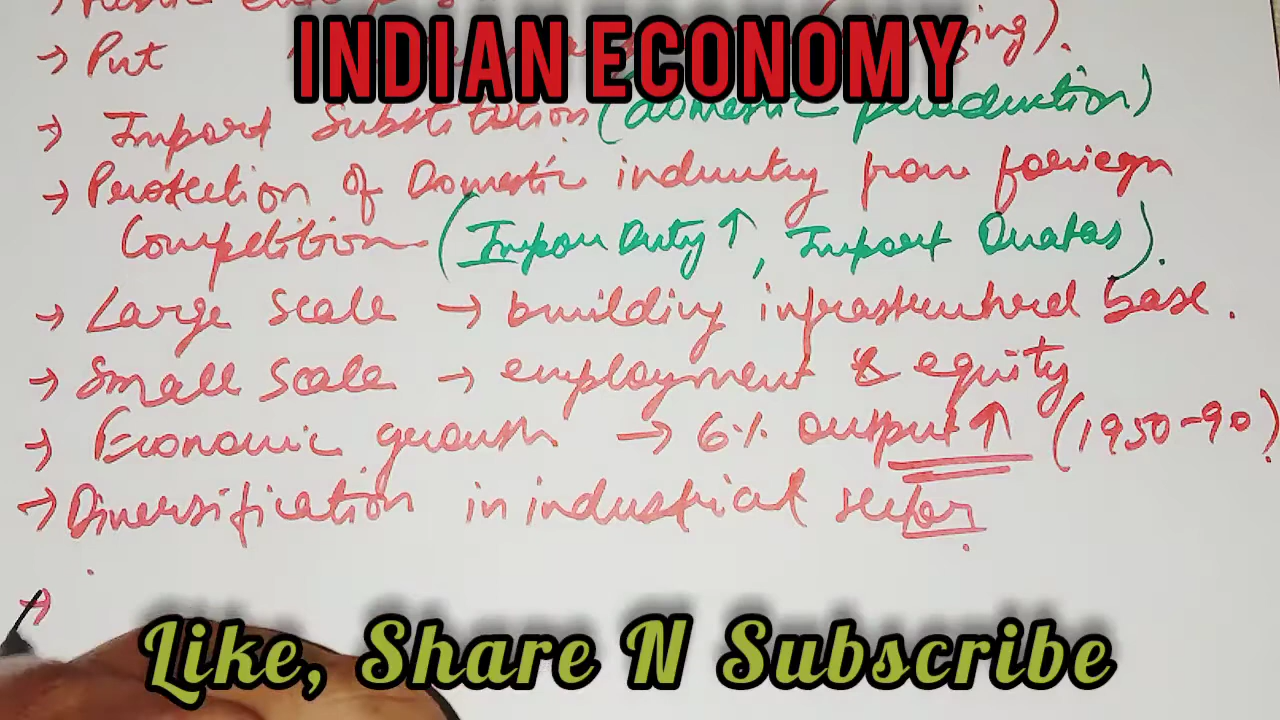 INDIAN ECONOMY
→ Put
→ Import Substitution (domestic production)
→ Protection of Domestic industry from foriegn
Competition (Impor Duty ↑, Import Quotas).
→ Large Scale → building infrastructural base.
→ Small Scale → employment & equity
→ Economic growth → 6% output ↑ (1950-90)
→ Diversification in industrial sector.
→
Like, Share N Subscribe